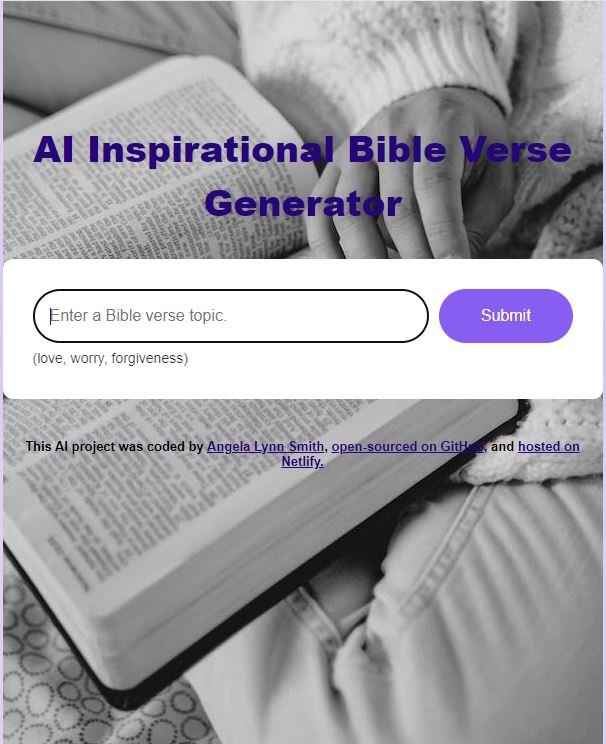 AI Inspirational Bible Verse
Generator
Enter a Bible verse topic.
Submit
(love, worry, forgiveness)
This AI project was coded by Angela Lynn Smith, open-sourced on GitHub, and hosted on
Netlify.